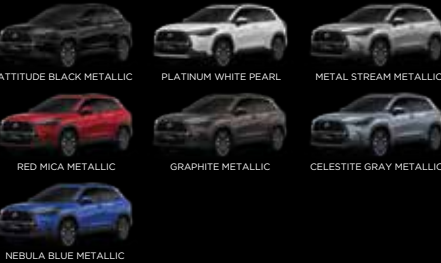 ATTITUDE BLACK METALLIC
PLATINUM WHITE PEARL
METAL STREAM METALLIC
RED MICA METALLIC
GRAPHITE METALLIC
CELESTITE GRAY METALLIC
NEBULA BLUE METALLIC